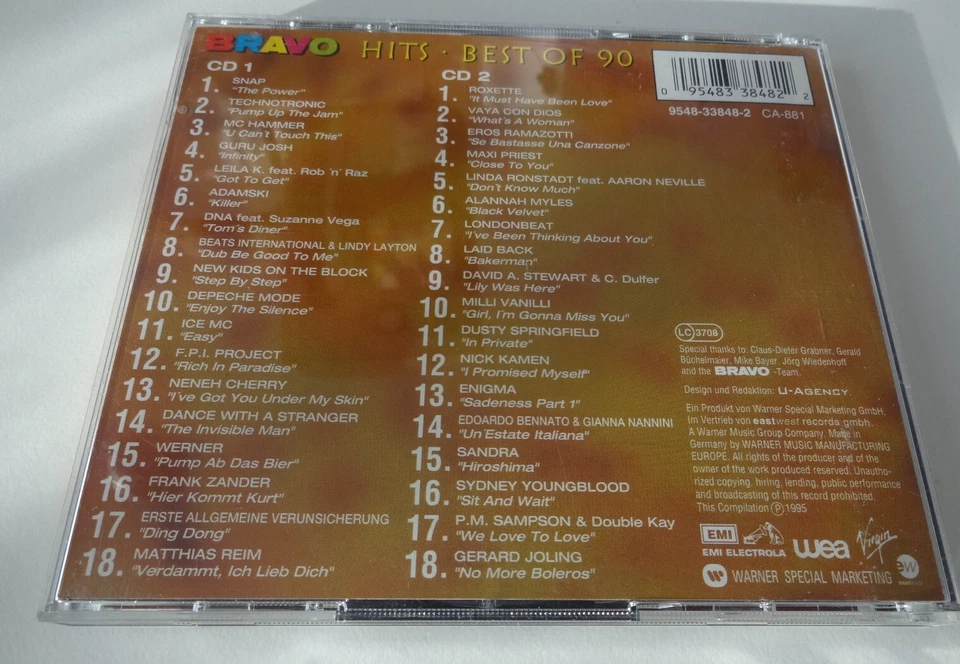 BRAVO HITS · BEST OF 90
CD 1
1. SNAP
"The Power"
2. TECHNOTRONIC
"Pump Up The Jam"
3. MC HAMMER
"U Can't Touch This"
4. GURU JOSH
"Infinity"
5. LEILA K. feat. Rob 'n' Raz
"Got To Get"
6. ADAMSKI
"Killer"
7. DNA feat. Suzanne Vega
"Tom's Diner"
8. BEATS INTERNATIONAL & LINDY LAYTON
"Dub Be Good To Me"
9. NEW KIDS ON THE BLOCK
"Step By Step"
10. DEPECHE MODE
"Enjoy The Silence"
11. ICE MC
"Easy"
12. F.P.I. PROJECT
"Rich In Paradise"
13. NENEH CHERRY
"I've Got You Under My Skin"
14. DANCE WITH A STRANGER
"The Invisible Man"
15. WERNER
"Pump Ab Das Bier"
16. FRANK ZANDER
"Hier Kommt Kurt"
17. ERSTE ALLGEMEINE VERUNSICHERUNG
"Ding Dong"
18. MATTHIAS REIM
"Verdammt, Ich Lieb Dich"
CD 2
1. ROXETTE
"It Must Have Been Love"
2. VAYA CON DIOS
"What's A Woman"
3. EROS RAMAZOTTI
"Se Bastasse Una Canzone"
4. MAXI PRIEST
"Close To You"
5. LINDA RONSTADT feat. AARON NEVILLE
"Don't Know Much"
6. ALANNAH MYLES
"Black Velvet"
7. LONDONBEAT
"I've Been Thinking About You"
8. LAID BACK
"Bakerman"
9. DAVID A. STEWART & C. Dulfer
"Lily Was Here"
10. MILLI VANILLI
"Girl, I'm Gonna Miss You"
11. DUSTY SPRINGFIELD
"In Private"
12. NICK KAMEN
"I Promised Myself"
13. ENIGMA
"Sadeness Part 1"
14. EDOARDO BENNATO & GIANNA NANNINI
"Un'Estate Italiana"
15. SANDRA
"Hiroshima"
16. SYDNEY YOUNGBLOOD
"Sit And Wait"
17. P.M. SAMPSON & Double Kay
"We Love To Love"
18. GERARD JOLING
"No More Boleros"
0 95483 38482 2
9548-33848-2 CA-881
LC 3708
Special thanks to: Claus-Dieter Grabner, Gerald
Büchelmaier, Mike Bayer, Jörg Wiedenhoff
and the BRAVO -Team.
Design und Redaktion: U-AGENCY.
Ein Produkt von Warner Special Marketing GmbH.
Im Vertrieb von eastwest records gmbh.
A Warner Music Group Company. Made in
Germany by WARNER MUSIC MANUFACTURING
EUROPE. All rights of the producer and of the
owner of the work produced reserved. Unautho-
rized copying, hiring, lending, public performance
and broadcasting of this record prohibited.
This Compilation Ⓟ 1995
EMI
EMI ELECTROLA
wea
Virgin
WARNER SPECIAL MARKETING
ew